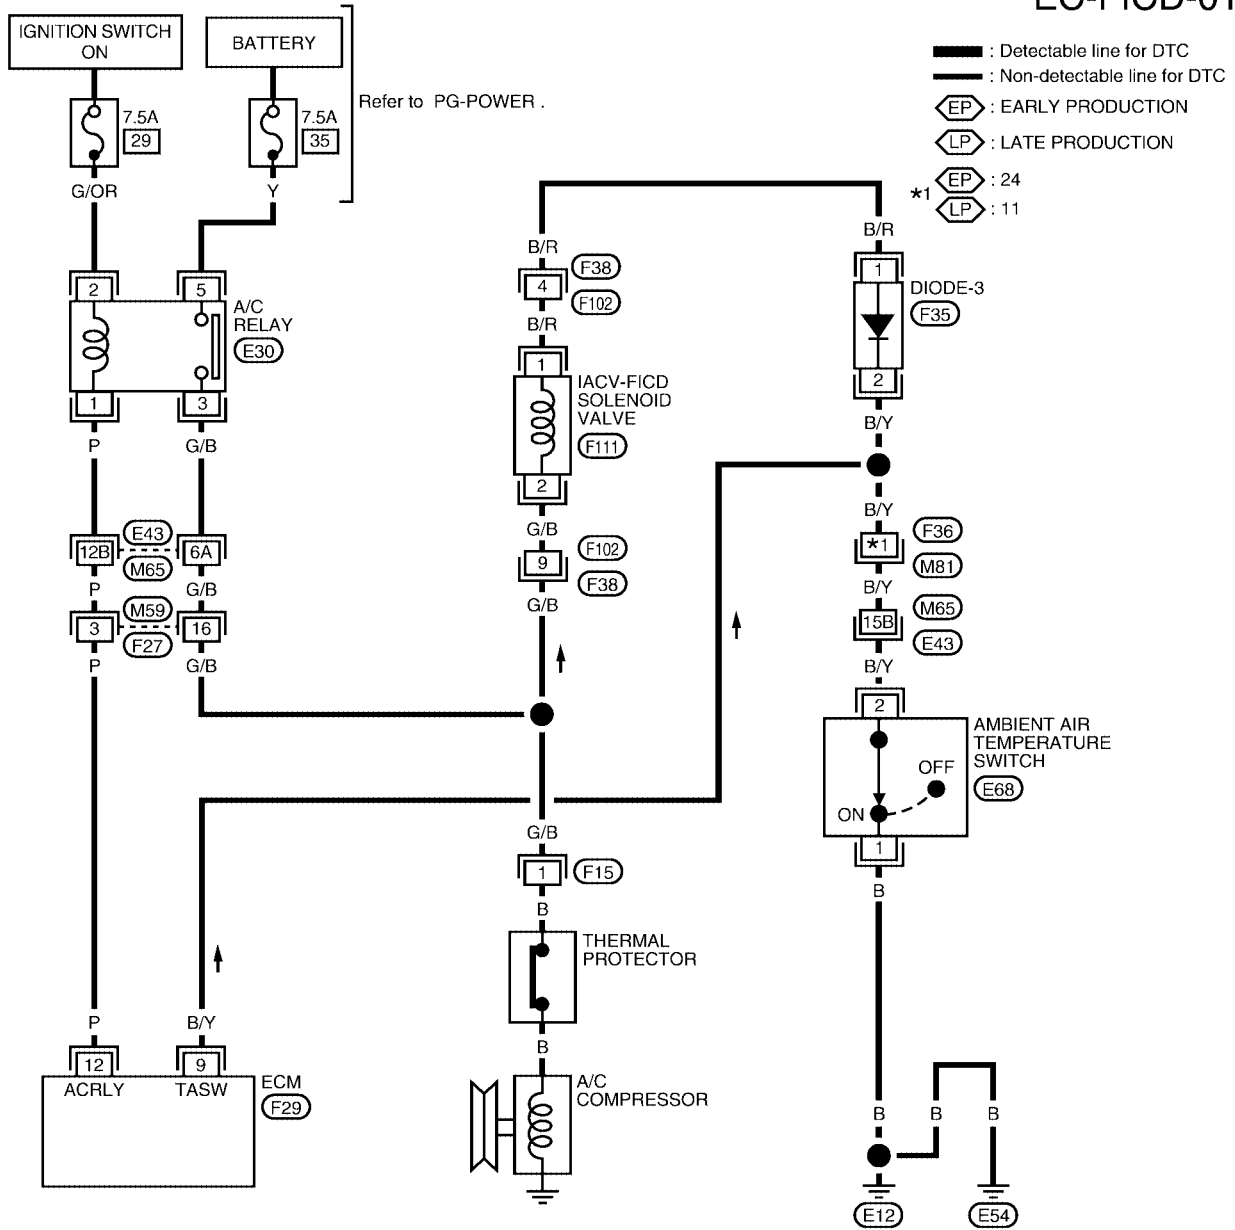 IGNITION SWITCH
ON
BATTERY
Refer to PG-POWER .
7.5A
29
7.5A
35
G/OR
Y
: Detectable line for DTC
: Non-detectable line for DTC
EP : EARLY PRODUCTION
LP : LATE PRODUCTION
*1
EP : 24
LP : 11
2
5
A/C
RELAY
E30
1
3
P
G/B
12B
6A
E43
M65
P
G/B
3
16
M59
F27
P
G/B
B/R
4
F38
F102
B/R
1
IACV-FICD
SOLENOID
VALVE
F111
2
G/B
9
F102
F38
G/B
B/R
1
DIODE-3
F35
2
B/Y
B/Y
*1
F36
M81
B/Y
15B
M65
E43
B/Y
2
AMBIENT AIR
TEMPERATURE
SWITCH
E68
OFF
ON
1
B
G/B
1
F15
B
THERMAL
PROTECTOR
B
A/C
COMPRESSOR
P
B/Y
12
9
ACRLY
TASW
ECM
F29
B
B
B
E12
E54